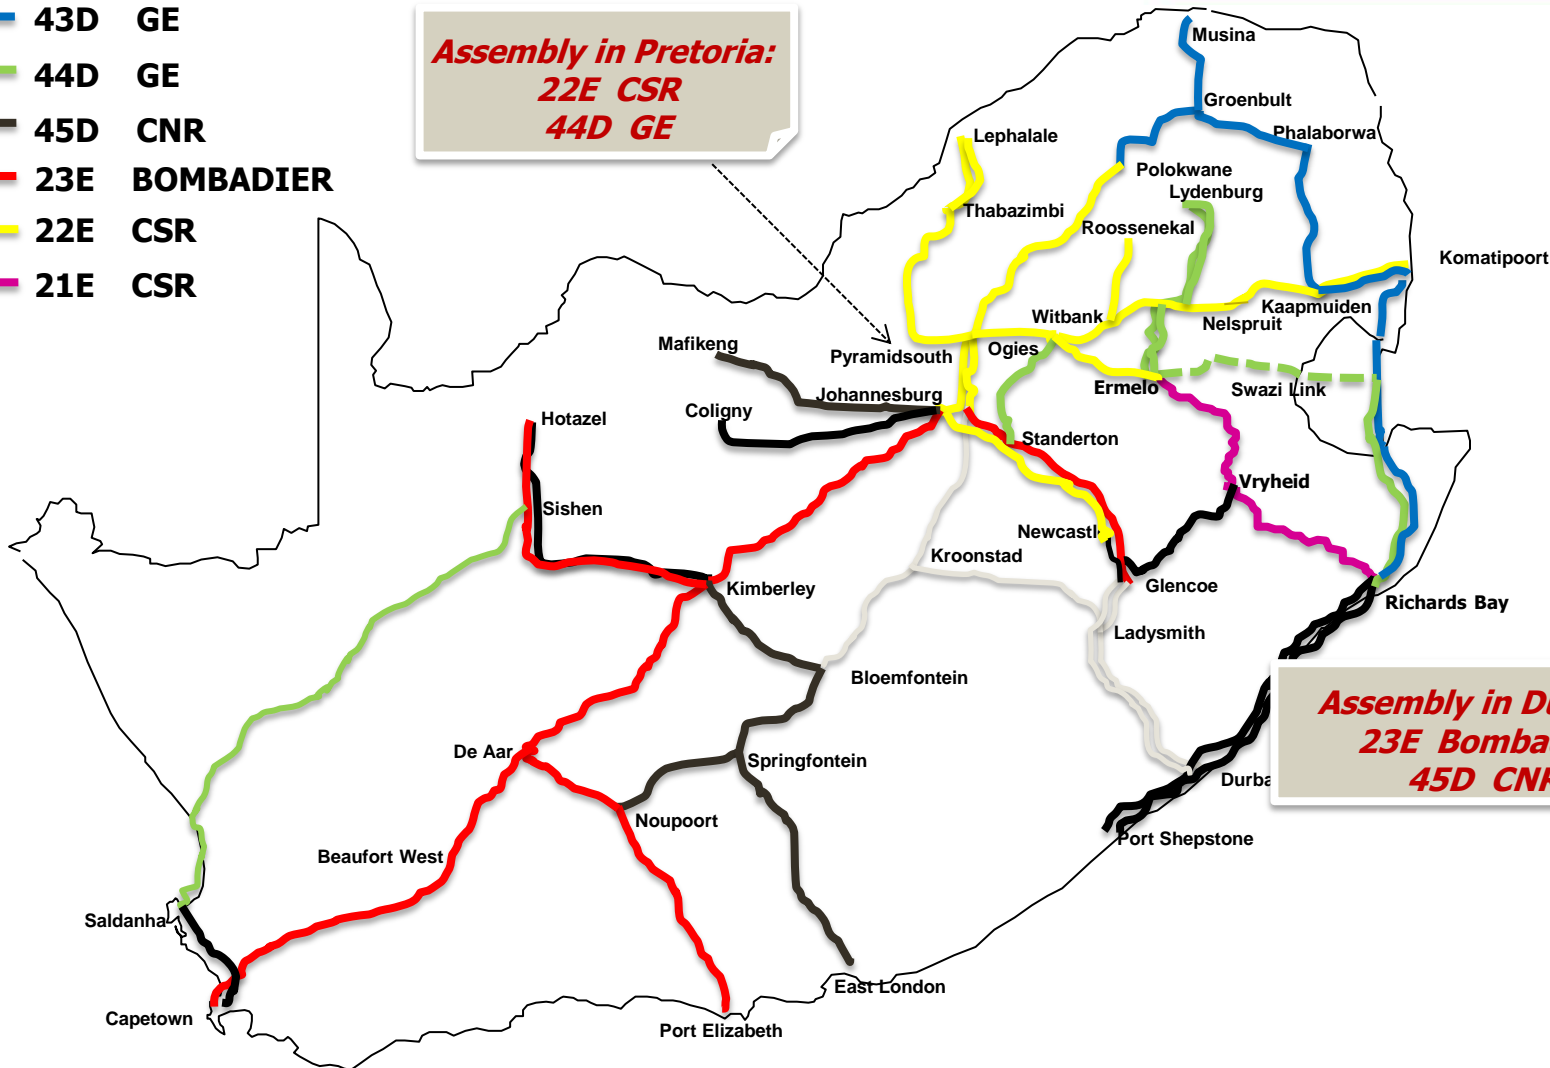 43D GE
44D GE
45D CNR
23E BOMBADIER
22E CSR
21E CSR
Assembly in Pretoria:
22E CSR
44D GE
Musina
Groenbult
Phalaborwa
Lephalale
Polokwane
Lydenburg
Thabazimbi
Roossenekal
Komatipoort
Kaapmuiden
Witbank
Nelspruit
Mafikeng
Pyramidsouth
Ogies
Johannesburg
Ermelo
Swazi Link
Coligny
Hotazel
Standerton
Vryheid
Sishen
Newcastl
Kroonstad
Kimberley
Glencoe
Richards Bay
Ladysmith
Bloemfontein
Assembly in Du
23E Bomba
45D CNR
De Aar
Springfontein
Durba
Noupoort
Port Shepstone
Beaufort West
Saldanha
East London
Capetown
Port Elizabeth